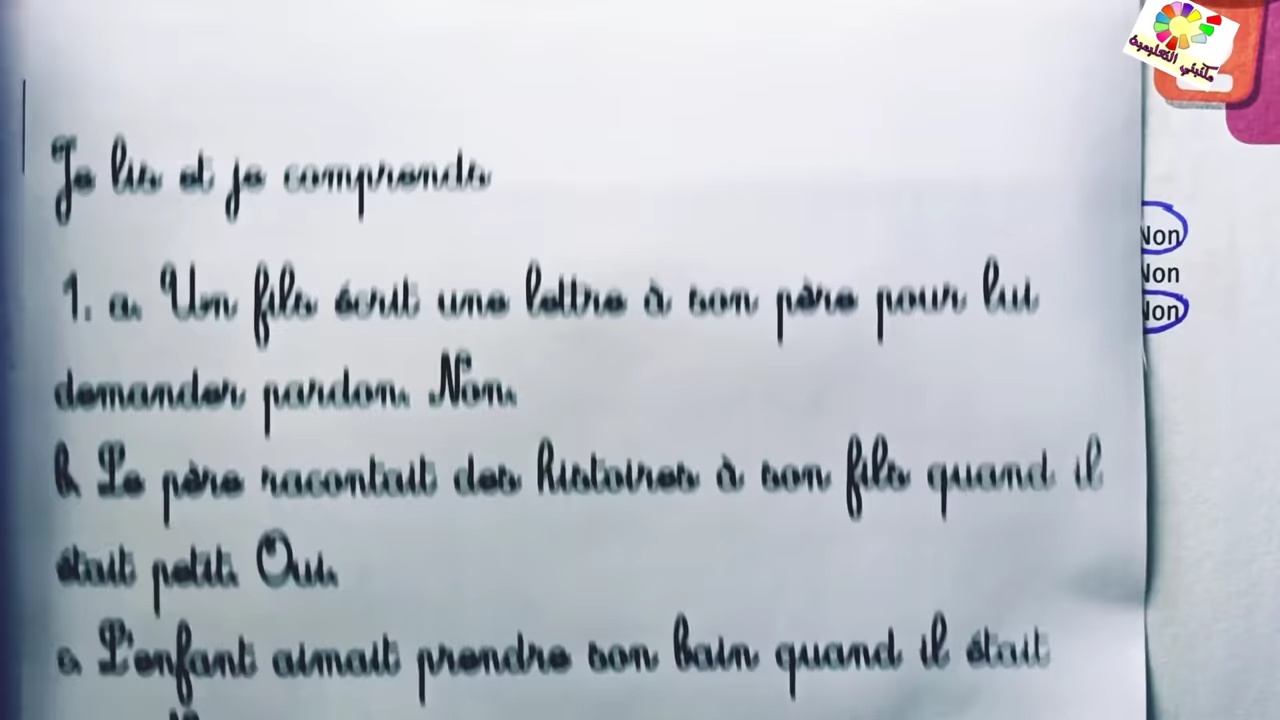 Je lis et je comprends
1. a. Un fils écrit une lettre à son père pour lui
demander pardon. Non.
b. Le père racontait des histoires à son fils quand il
était petit. Oui.
c. L'enfant aimait prendre son bain quand il était
Non
Non
Non
مكتبتي التعليمية